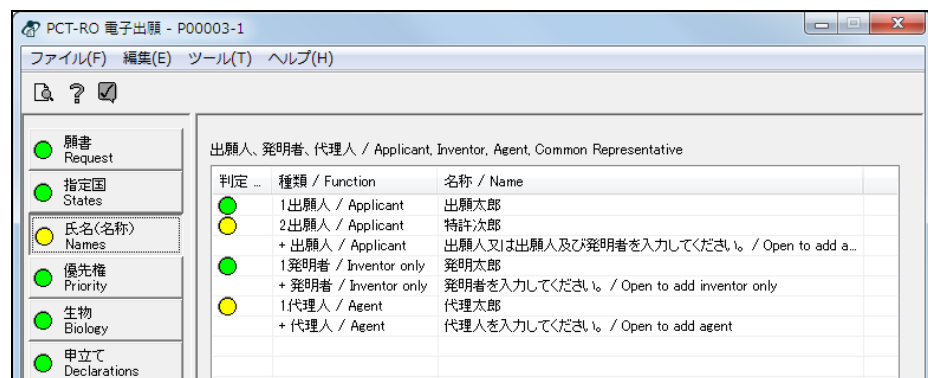 PCT-RO 電子出願 - P00003-1
ファイル(F) 編集(E) ツール(T) ヘルプ(H)
願書
Request
指定国
States
氏名(名称)
Names
優先権
Priority
生物
Biology
申立て
Declarations
出願人、発明者、代理人 / Applicant, Inventor, Agent, Common Representative
判定 ... 種類 / Function 名称 / Name
1出願人 / Applicant 出願太郎
2出願人 / Applicant 特許次郎
+ 出願人 / Applicant 出願人又は出願人及び発明者を入力してください。 / Open to add a...
1発明者 / Inventor only 発明太郎
+ 発明者 / Inventor only 発明者を入力してください。 / Open to add inventor only
1代理人 / Agent 代理太郎
+ 代理人 / Agent 代理人を入力してください。 / Open to add agent